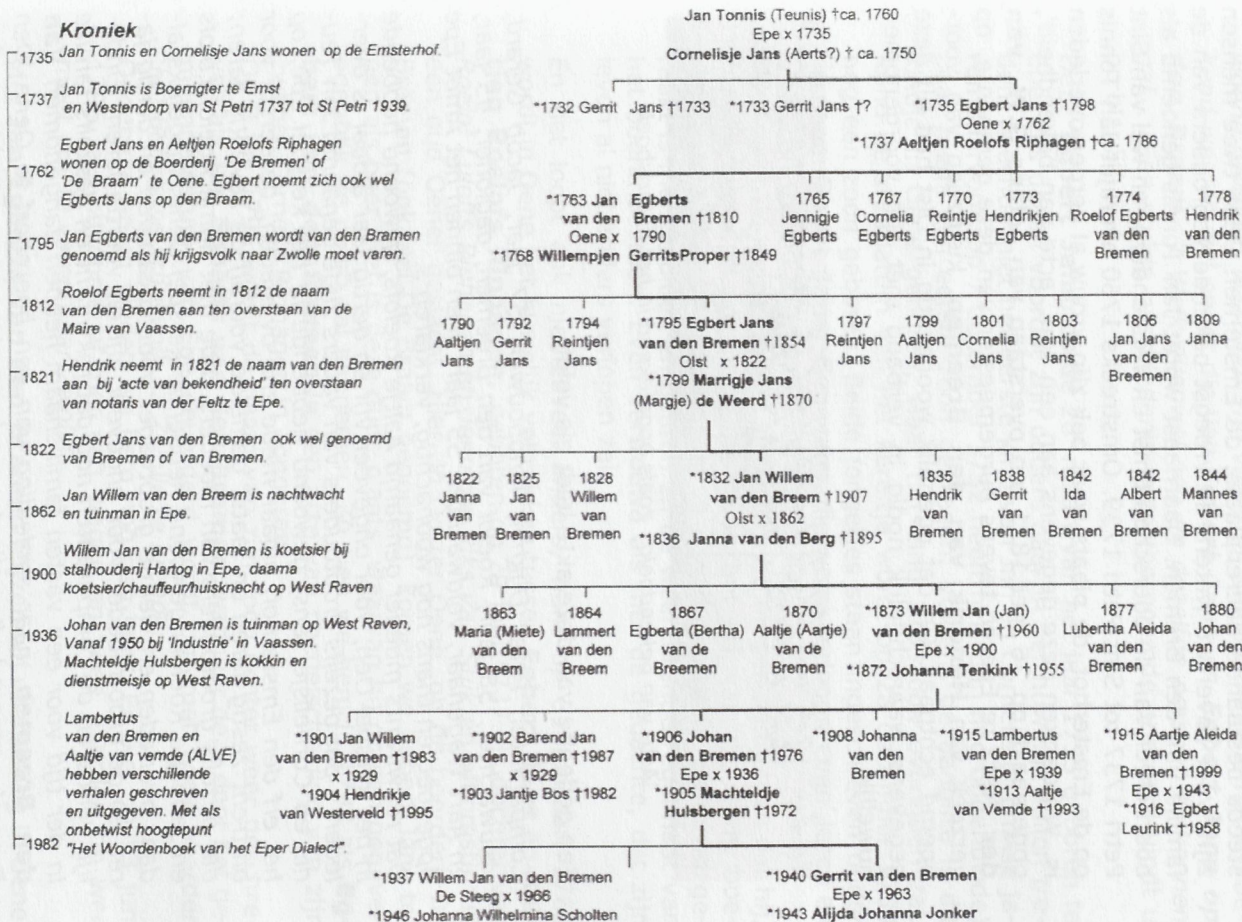 Kroniek
1735 Jan Tonnis en Cornelisje Jans wonen op de Emsterhof.
1737 Jan Tonnis is Boerrigter te Emst
en Westendorp van St Petri 1737 tot St Petri 1939.
Egbert Jans en Aeltjen Roelofs Riphagen
1762 wonen op de Boerderij 'De Bremen' of
'De Braam' te Oene. Egbert noemt zich ook wel
Egberts Jans op den Braam.
1795 Jan Egberts van den Bremen wordt van den Bramen
genoemd als hij krijgsvolk naar Zwolle moet varen.
1812 Roelof Egberts neemt in 1812 de naam
van den Bremen aan ten overstaan van de
Maire van Vaassen.
1821 Hendrik neemt in 1821 de naam van den Bremen
aan bij 'acte van bekendheid' ten overstaan
van notaris van der Feltz te Epe.
1822 Egbert Jans van den Bremen ook wel genoemd
van Breemen of van Bremen.
1862 Jan Willem van den Breem is nachtwacht
en tuinman in Epe.
1900 Willem Jan van den Bremen is koetsier bij
stalhouderij Hartog in Epe, daarna
koetsier/chauffeur/huisknecht op West Raven
1936 Johan van den Bremen is tuinman op West Raven,
Vanaf 1950 bij 'Industrie' in Vaassen.
Machteldje Hulsbergen is kokkin en
dienstmeisje op West Raven.
Lambertus
van den Bremen en
Aaltje van vemde (ALVE)
hebben verschillende
verhalen geschreven
en uitgegeven. Met als
onbetwist hoogtepunt
1982 "Het Woordenboek van het Eper Dialect".
Jan Tonnis (Teunis) †ca. 1760
Epe x 1735
Cornelisje Jans (Aerts?) † ca. 1750
*1732 Gerrit Jans †1733
*1733 Gerrit Jans †?
*1735 Egbert Jans †1798
Oene x 1762
*1737 Aeltjen Roelofs Riphagen †ca. 1786
*1763 Jan Egberts
van den Bremen †1810
Oene x 1790
*1768 Willempjen GerritsProper †1849
1765
Jennigje
Egberts
1767
Cornelia
Egberts
1770
Reintje
Egberts
1773
Hendrikjen
Egberts
1774
Roelof Egberts
van den
Bremen
1778
Hendrik
van den
Bremen
1790
Aaltjen
Jans
1792
Gerrit
Jans
1794
Reintjen
Jans
*1795 Egbert Jans
van den Bremen †1854
Olst x 1822
*1799 Marrigje Jans
(Margje) de Weerd †1870
1797
Reintjen
Jans
1799
Aaltjen
Jans
1801
Cornelia
Jans
1803
Reintjen
Jans
1806
Jan Jans
van den
Breemen
1809
Janna
1822
Janna
van
Bremen
1825
Jan
van
Bremen
1828
Willem
van
Bremen
*1832 Jan Willem
van den Breem †1907
Olst x 1862
*1836 Janna van den Berg †1895
1835
Hendrik
van
Bremen
1838
Gerrit
van
Bremen
1842
Ida
van
Bremen
1842
Albert
van
Bremen
1844
Mannes
van
Bremen
1863
Maria (Miete)
van den
Breem
1864
Lammert
van den
Breem
1867
Egberta (Bertha)
van de
Breemen
1870
Aaltje (Aartje)
van de
Bremen
*1873 Willem Jan (Jan)
van den Bremen †1960
Epe x 1900
*1872 Johanna Tenkink †1955
1877
Lubertha Aleida
van den
Bremen
1880
Johan
van den
Bremen
*1901 Jan Willem
van den Bremen †1983
x 1929
*1904 Hendrikje
van Westerveld †1995
*1902 Barend Jan
van den Bremen †1987
x 1929
*1903 Jantje Bos †1982
*1906 Johan
van den Bremen †1976
Epe x 1936
*1905 Machteldje
Hulsbergen †1972
*1908 Johanna
van den
Bremen
*1915 Lambertus
van den Bremen
Epe x 1939
*1913 Aaltje
van Vemde †1993
*1915 Aartje Aleida
van den
Bremen †1999
Epe x 1943
*1916 Egbert
Leurink †1958
*1937 Willem Jan van den Bremen
De Steeg x 1966
*1946 Johanna Wilhelmina Scholten
*1940 Gerrit van den Bremen
Epe x 1963
*1943 Alijda Johanna Jonker